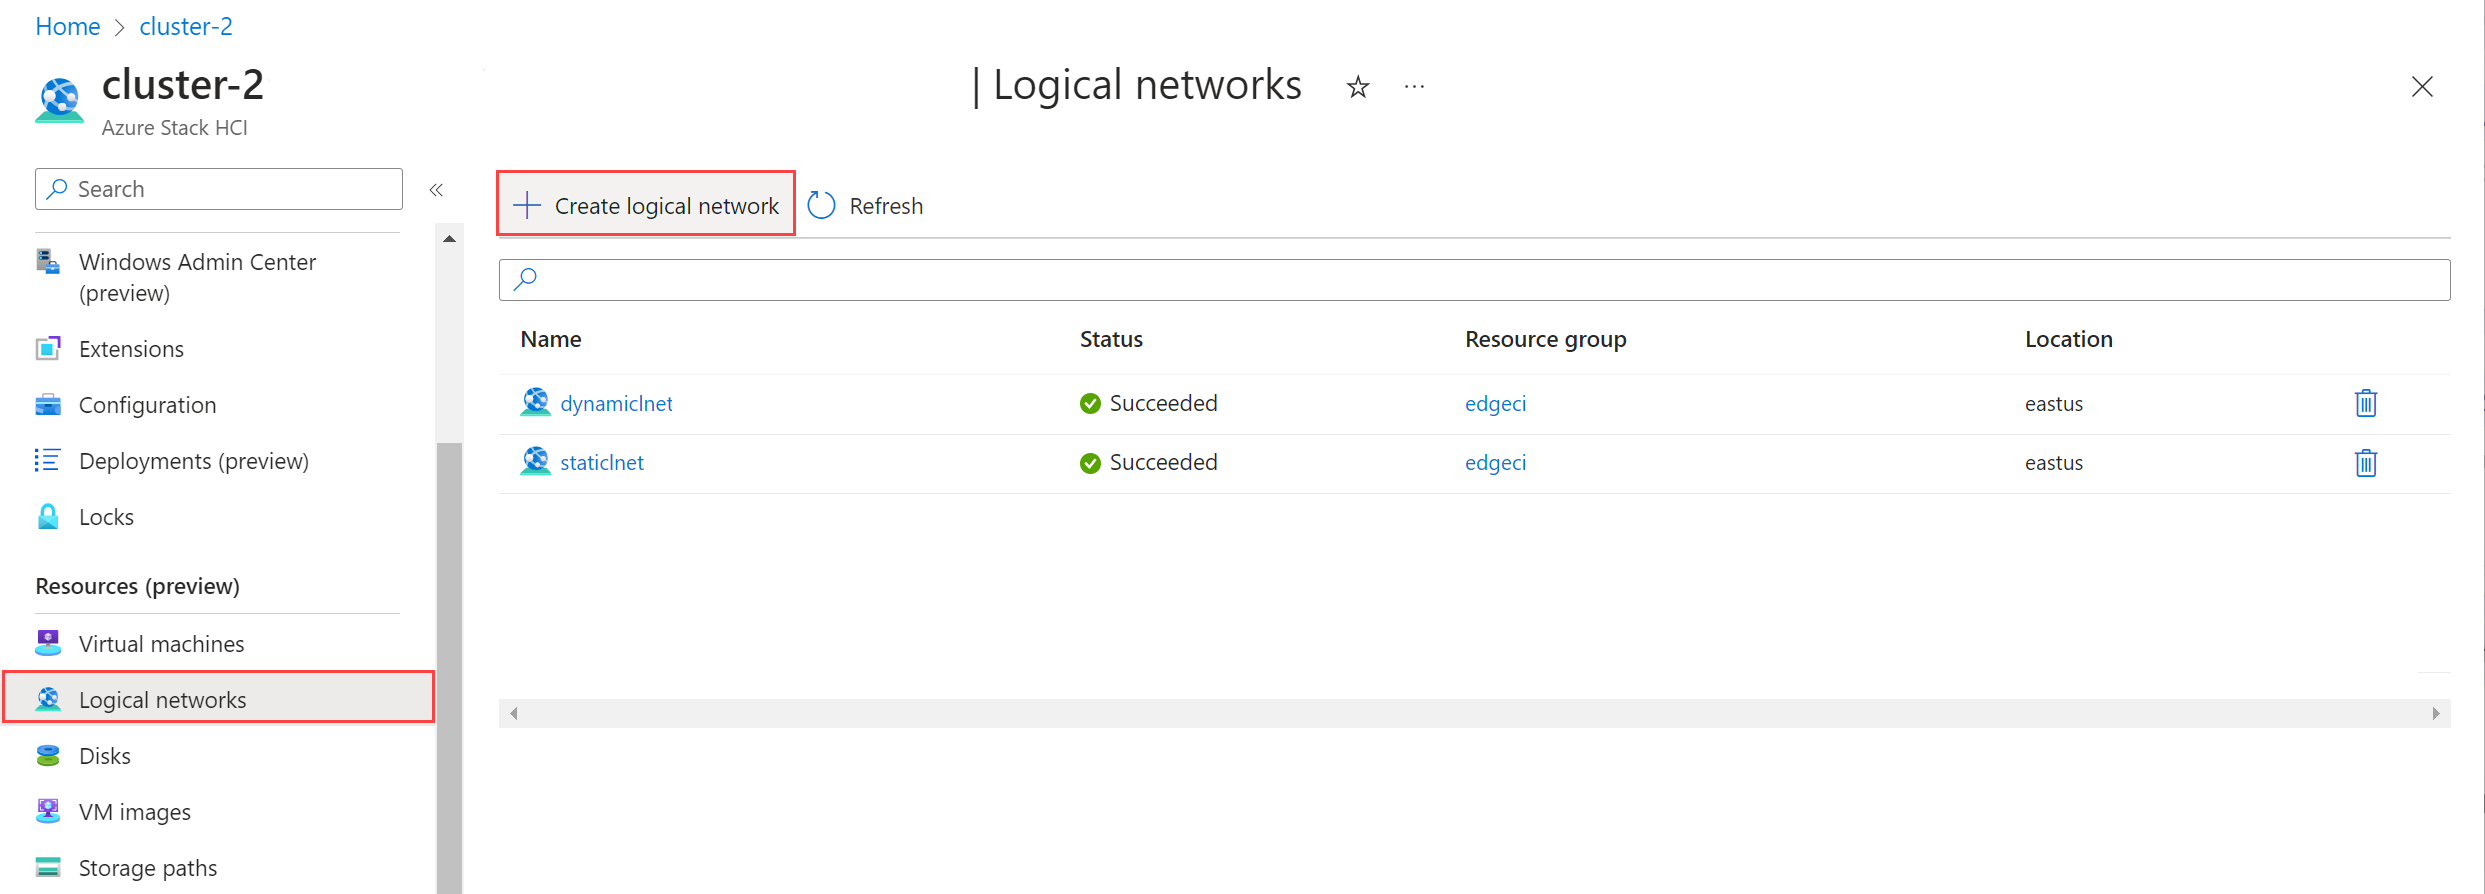 Home > cluster-2
cluster-2 | Logical networks ...
Azure Stack HCI
Search «
Windows Admin Center
(preview)
Extensions
Configuration
Deployments (preview)
Locks
Resources (preview)
Virtual machines
Logical networks
Disks
VM images
Storage paths
+ Create logical network Refresh
Name Status Resource group Location
dynamiclnet Succeeded edgeci eastus
staticlnet Succeeded edgeci eastus